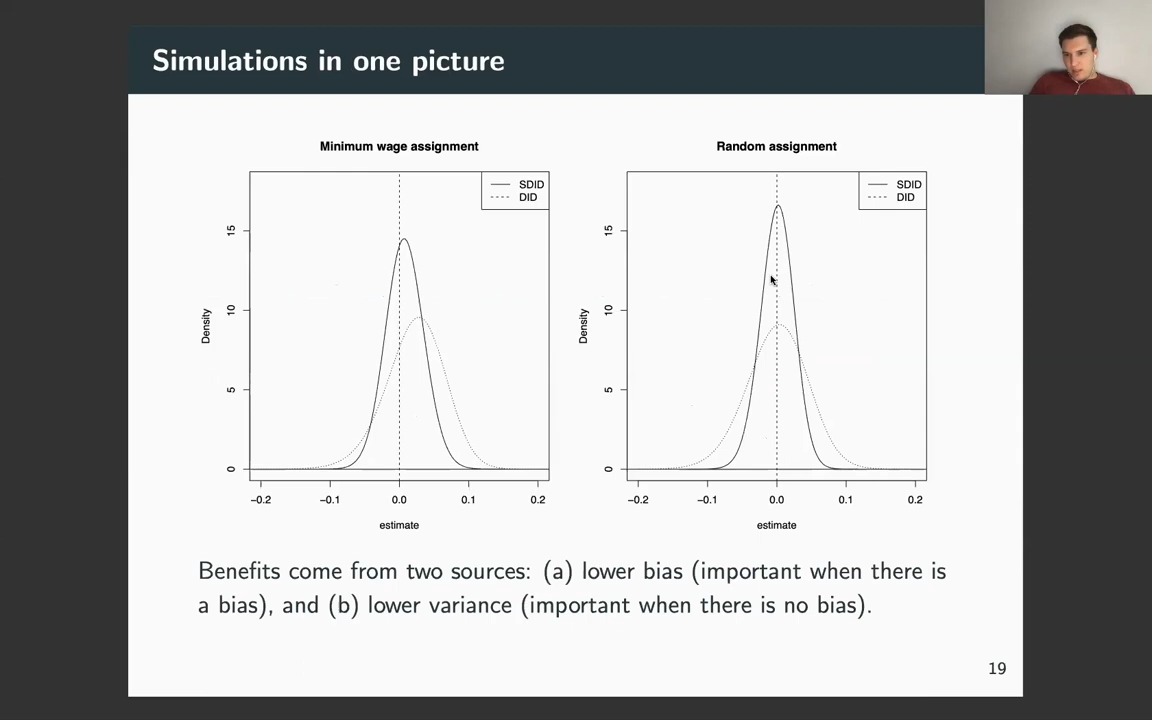 Simulations in one picture
Minimum wage assignment
SDID
DID
Density
0
5
10
15
−0.2 −0.1 0.0 0.1 0.2
estimate
Random assignment
SDID
DID
Density
0
5
10
15
−0.2 −0.1 0.0 0.1 0.2
estimate
Benefits come from two sources: (a) lower bias (important when there is
a bias), and (b) lower variance (important when there is no bias).
19